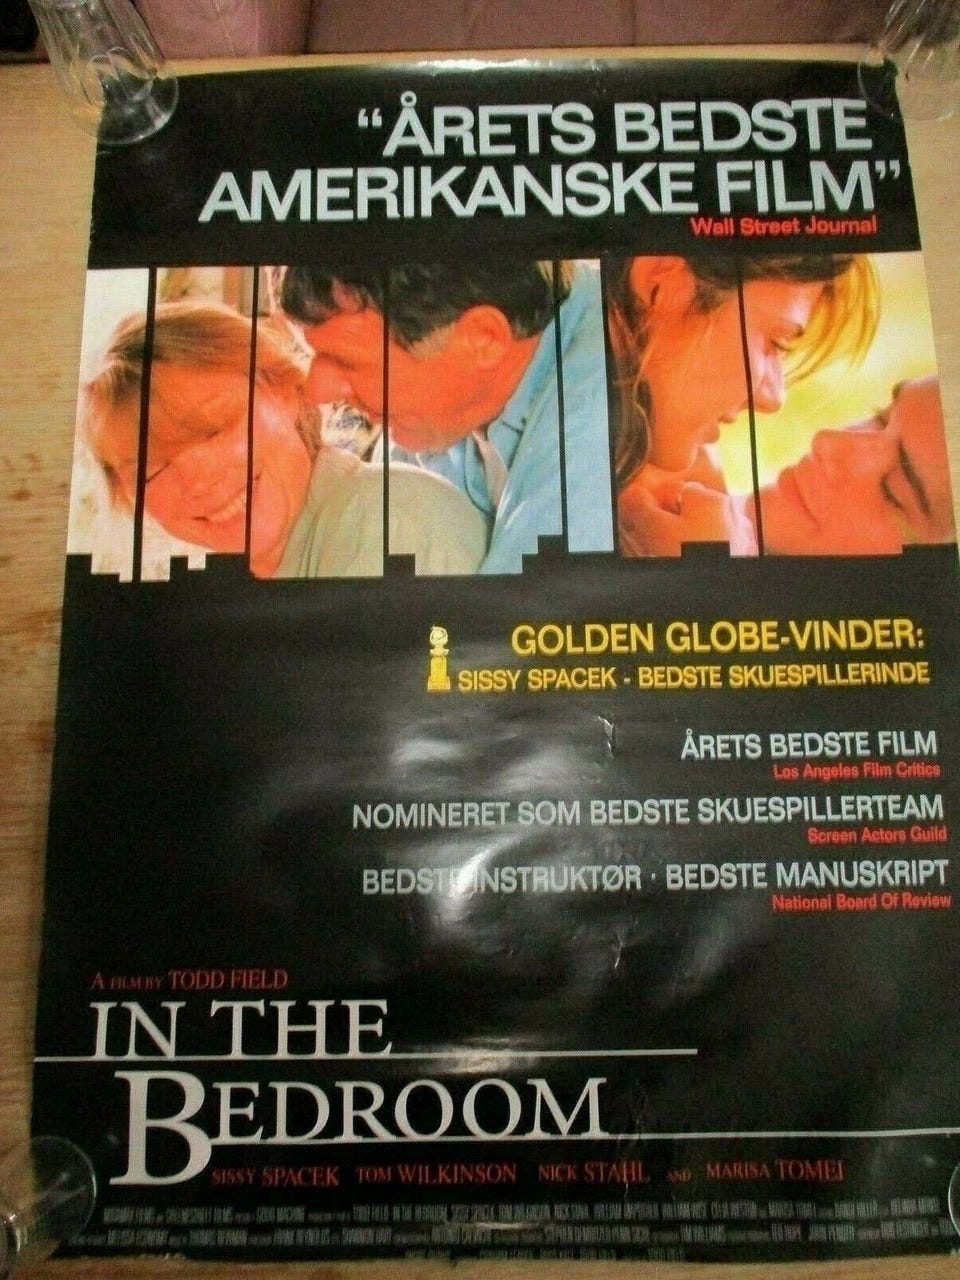 “ÅRETS BEDSTE
AMERIKANSKE FILM”
Wall Street Journal
GOLDEN GLOBE-VINDER:
SISSY SPACEK - BEDSTE SKUESPILLERINDE
ÅRETS BEDSTE FILM
Los Angeles Film Critics
NOMINERET SOM BEDSTE SKUESPILLERTEAM
Screen Actors Guild
BEDSTE INSTRUKTØR · BEDSTE MANUSKRIPT
National Board Of Review
A FILM BY TODD FIELD
IN THE
BEDROOM
SISSY SPACEK TOM WILKINSON NICK STAHL AND MARISA TOMEI